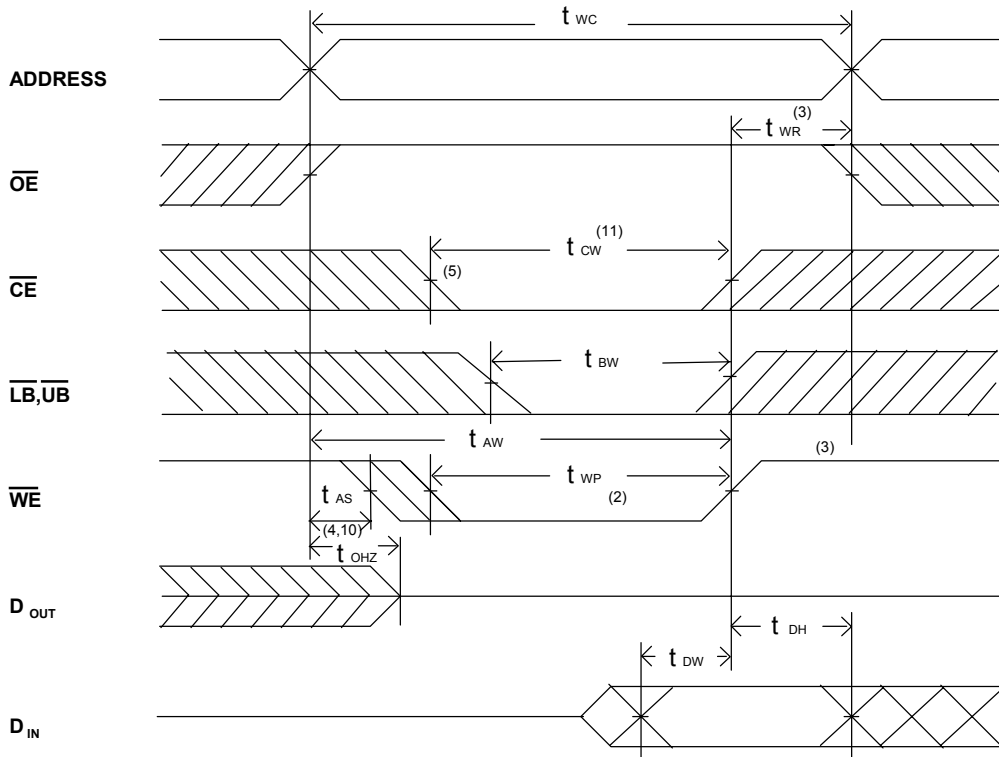 t WC
ADDRESS
t WR (3)
OE
t CW (11)
CE
(5)
t BW
LB,UB
t AW
(3)
t WP
WE
(2)
t AS
(4,10)
t OHZ
D OUT
t DH
t DW
D IN